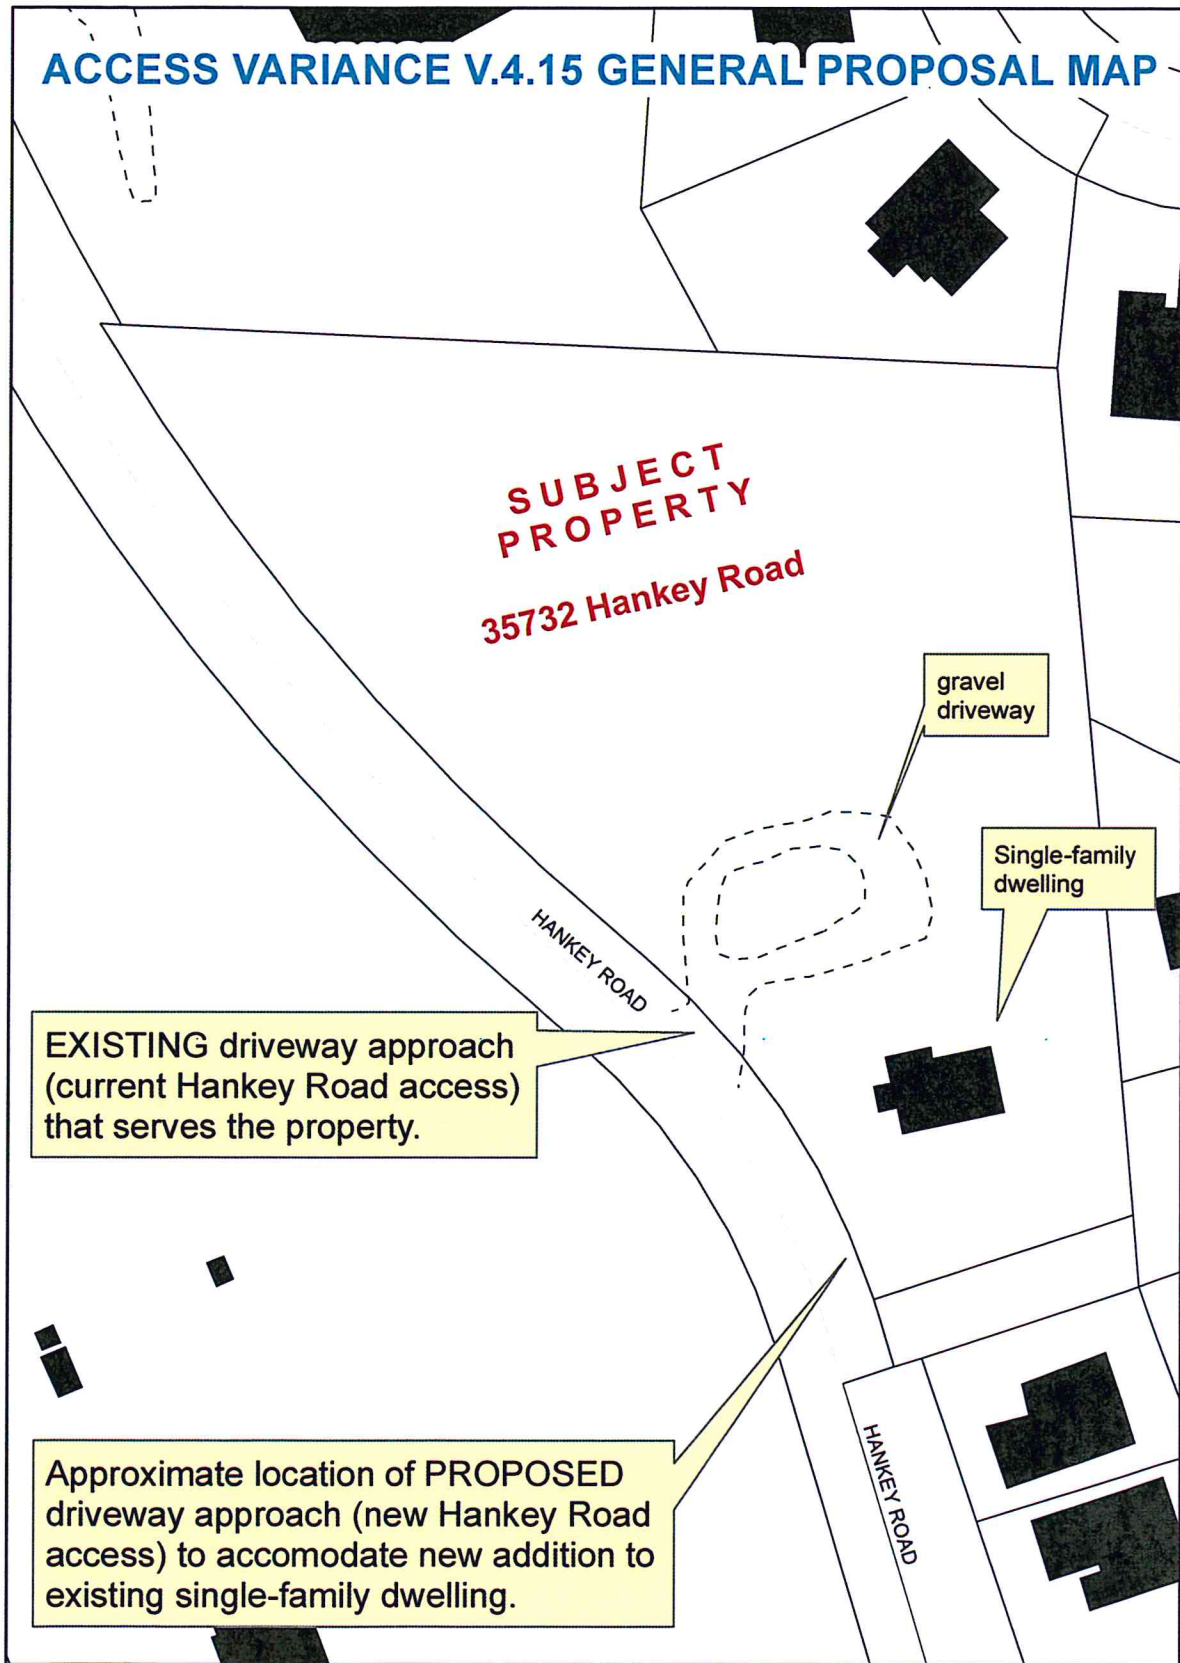 ACCESS VARIANCE V.4.15 GENERAL PROPOSAL MAP
SUBJECT
PROPERTY
35732 Hankey Road
gravel
driveway
Single-family
dwelling
HANKEY ROAD
EXISTING driveway approach
(current Hankey Road access)
that serves the property.
Approximate location of PROPOSED
driveway approach (new Hankey Road
access) to accomodate new addition to
existing single-family dwelling.
HANKEY ROAD